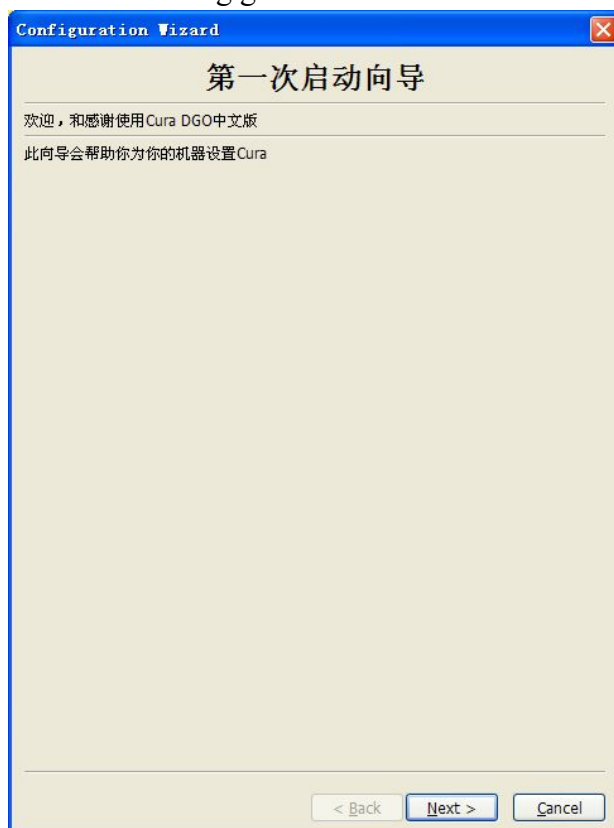 Configuration Wizard
第一次启动向导
欢迎，和感谢使用Cura DGO中文版
此向导会帮助你为你的机器设置Cura
< Back Next > Cancel